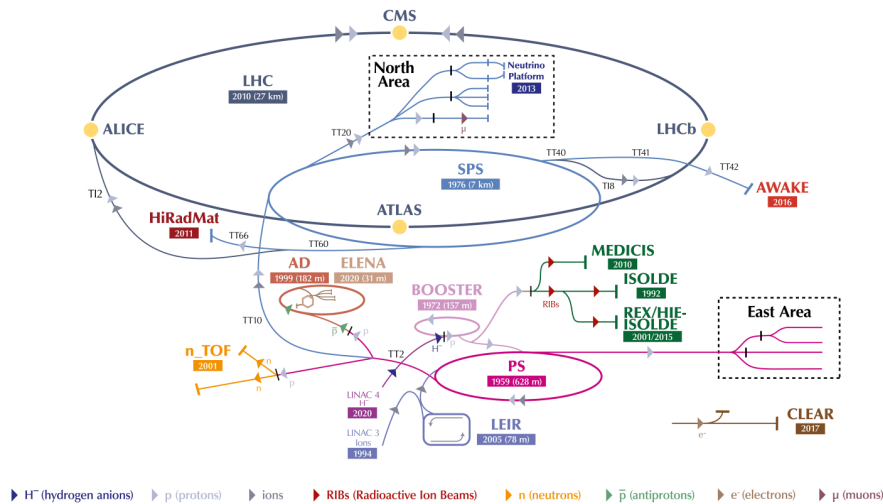 CMS
North
Area
Neutrino
Platform
2013
LHC
2010 (27 km)
μ
ALICE
LHCb
TT20
TT40
TT41
TT42
SPS
1976 (7 km)
TI8
TI2
AWAKE
2016
HiRadMat
2011
ATLAS
TT66
TT60
MEDICIS
2010
AD
1999 (182 m)
ELENA
2020 (31 m)
ISOLDE
1992
BOOSTER
1972 (157 m)
RIBs
REX/HIE-
ISOLDE
2001/2015
East Area
TT10
p̅
p
H⁻
p
n_TOF
2001
n
n
p
TT2
PS
1959 (628 m)
LINAC 4
H⁻
2020
LINAC 3
Ions
1994
LEIR
2005 (78 m)
e⁻
CLEAR
2017
H⁻ (hydrogen anions)
p (protons)
ions
RIBs (Radioactive Ion Beams)
n (neutrons)
p̅ (antiprotons)
e⁻ (electrons)
μ (muons)